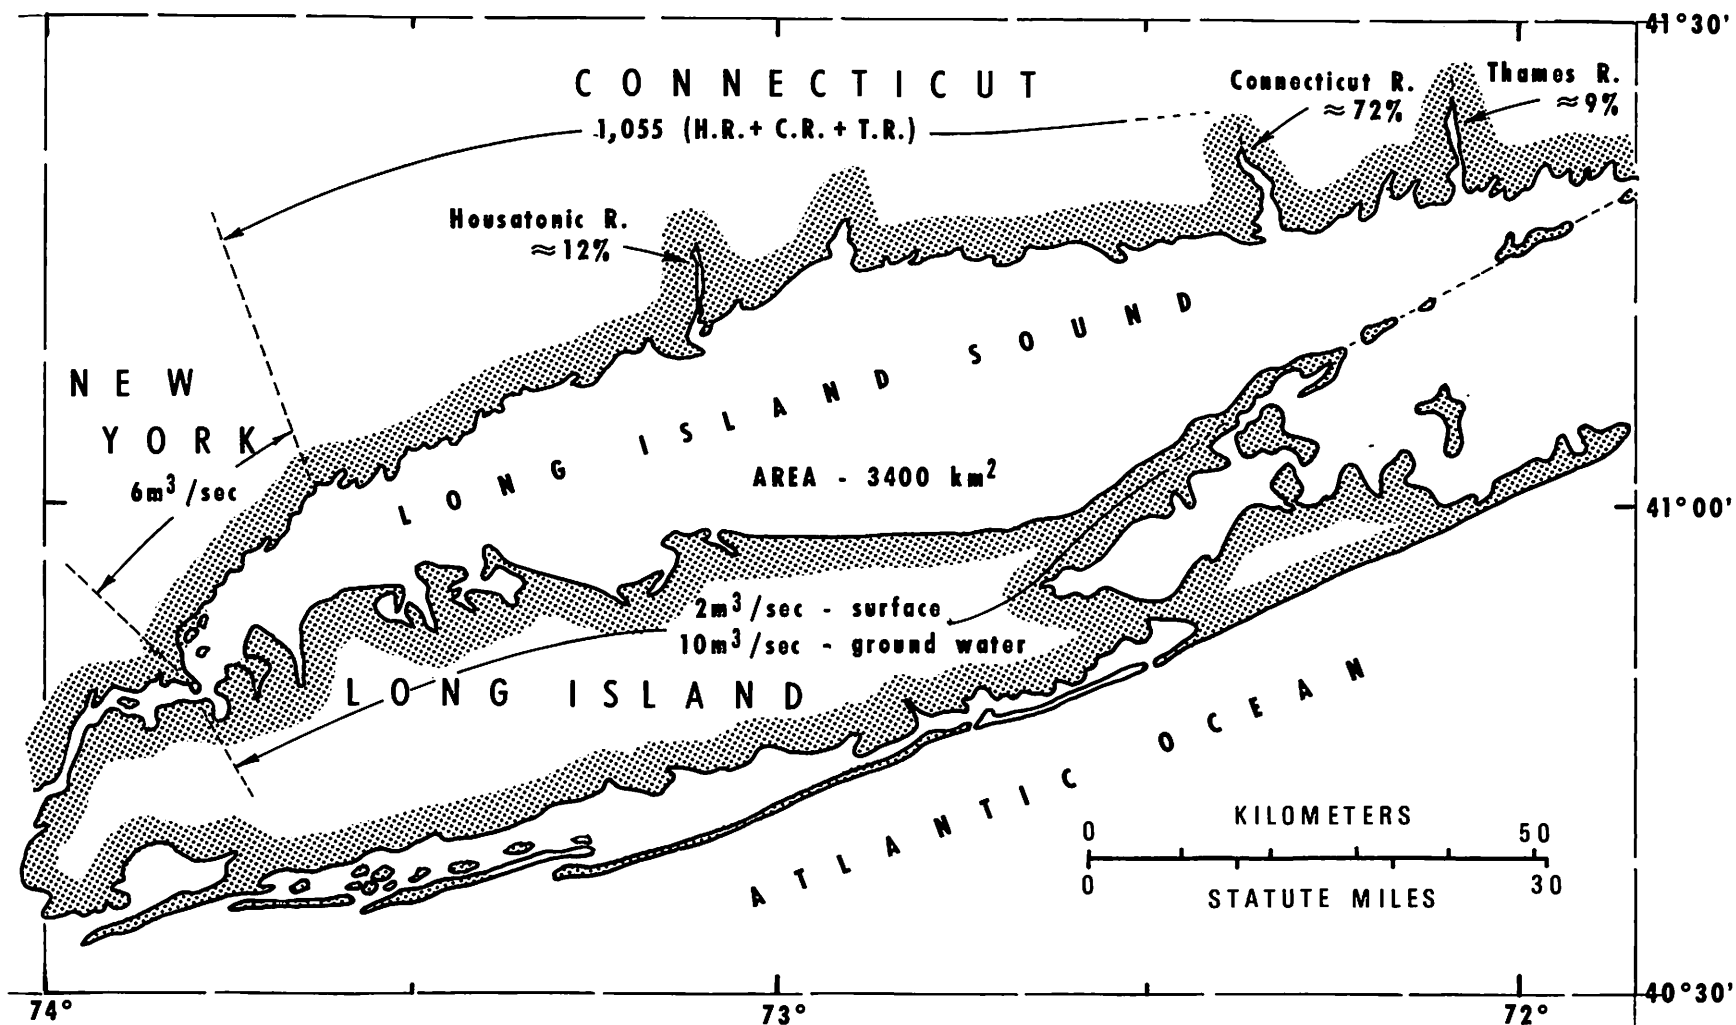 41°30'
CONNECTICUT
1,055 (H.R.+ C.R.+ T.R.)
Connecticut R.
≈72%
Thames R.
≈9%
Housatonic R.
≈12%
NEW
YORK
6m³/sec
LONG ISLAND SOUND
AREA - 3400 km²
41°00'
2m³/sec - surface
10m³/sec - ground water
LONG ISLAND
ATLANTIC OCEAN
KILOMETERS
0 50
0 30
STATUTE MILES
40°30'
74° 73° 72°